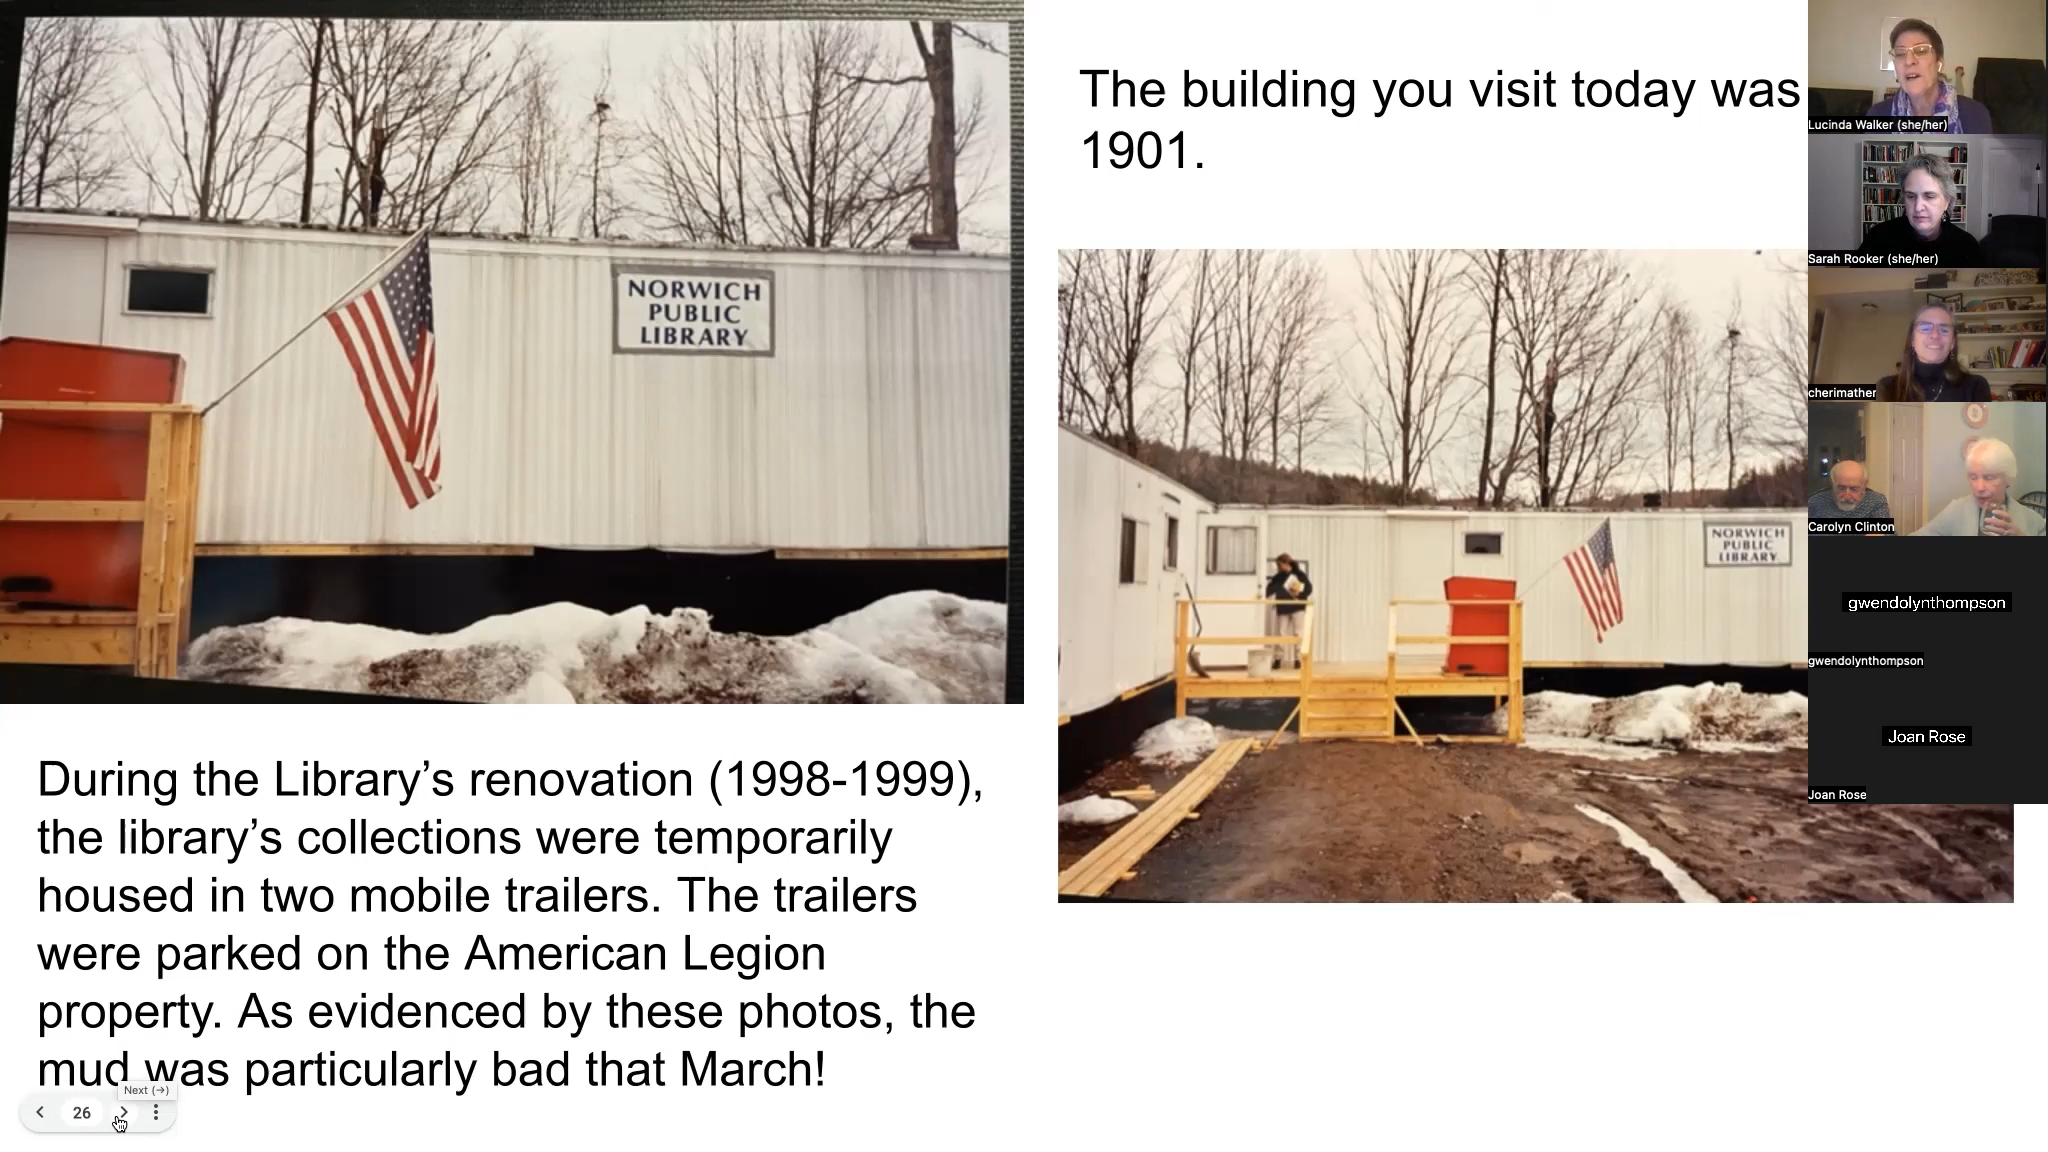 NORWICH
PUBLIC
LIBRARY
During the Library’s renovation (1998-1999),
the library’s collections were temporarily
housed in two mobile trailers. The trailers
were parked on the American Legion
property. As evidenced by these photos, the
mud was particularly bad that March!
Next (→)
26
The building you visit today was
1901.
NORWICH
PUBLIC
LIBRARY
Lucinda Walker (she/her)
Sarah Rooker (she/her)
cherimather
Carolyn Clinton
gwendolynthompson
gwendolynthompson
Joan Rose
Joan Rose